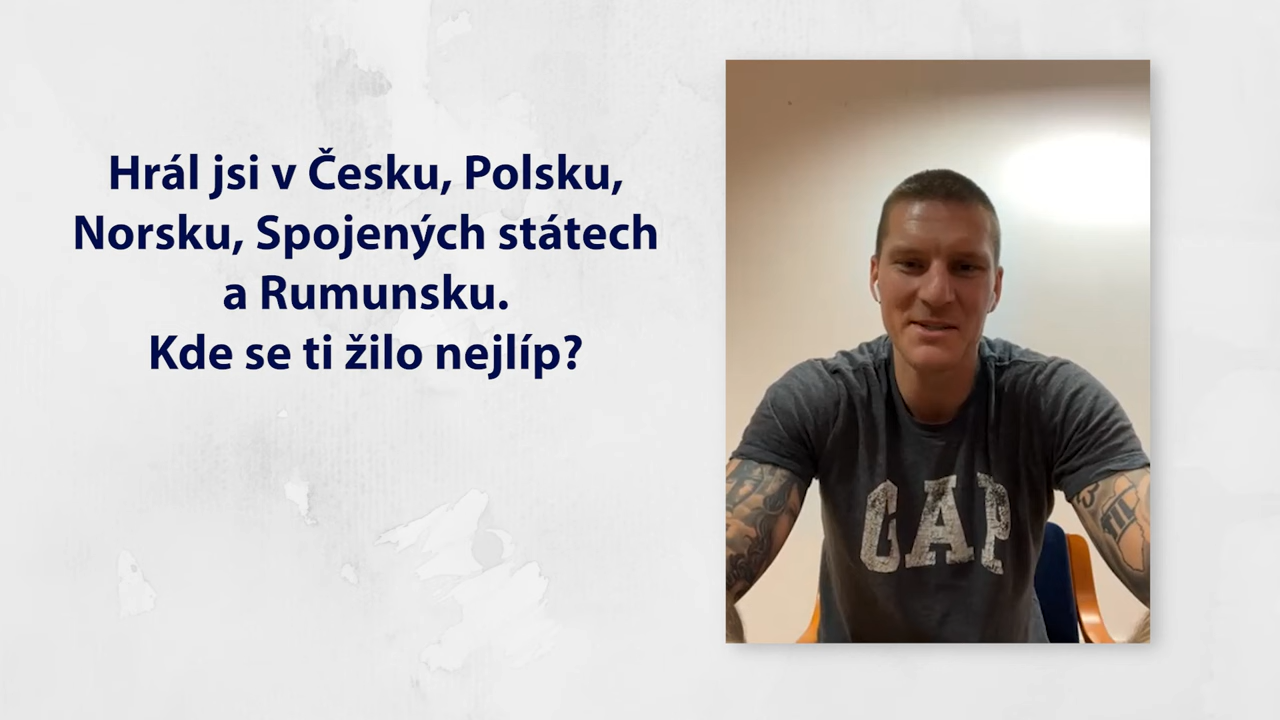 Hrál jsi v Česku, Polsku,
Norsku, Spojených státech
a Rumunsku.
Kde se ti žilo nejlíp?
GAP